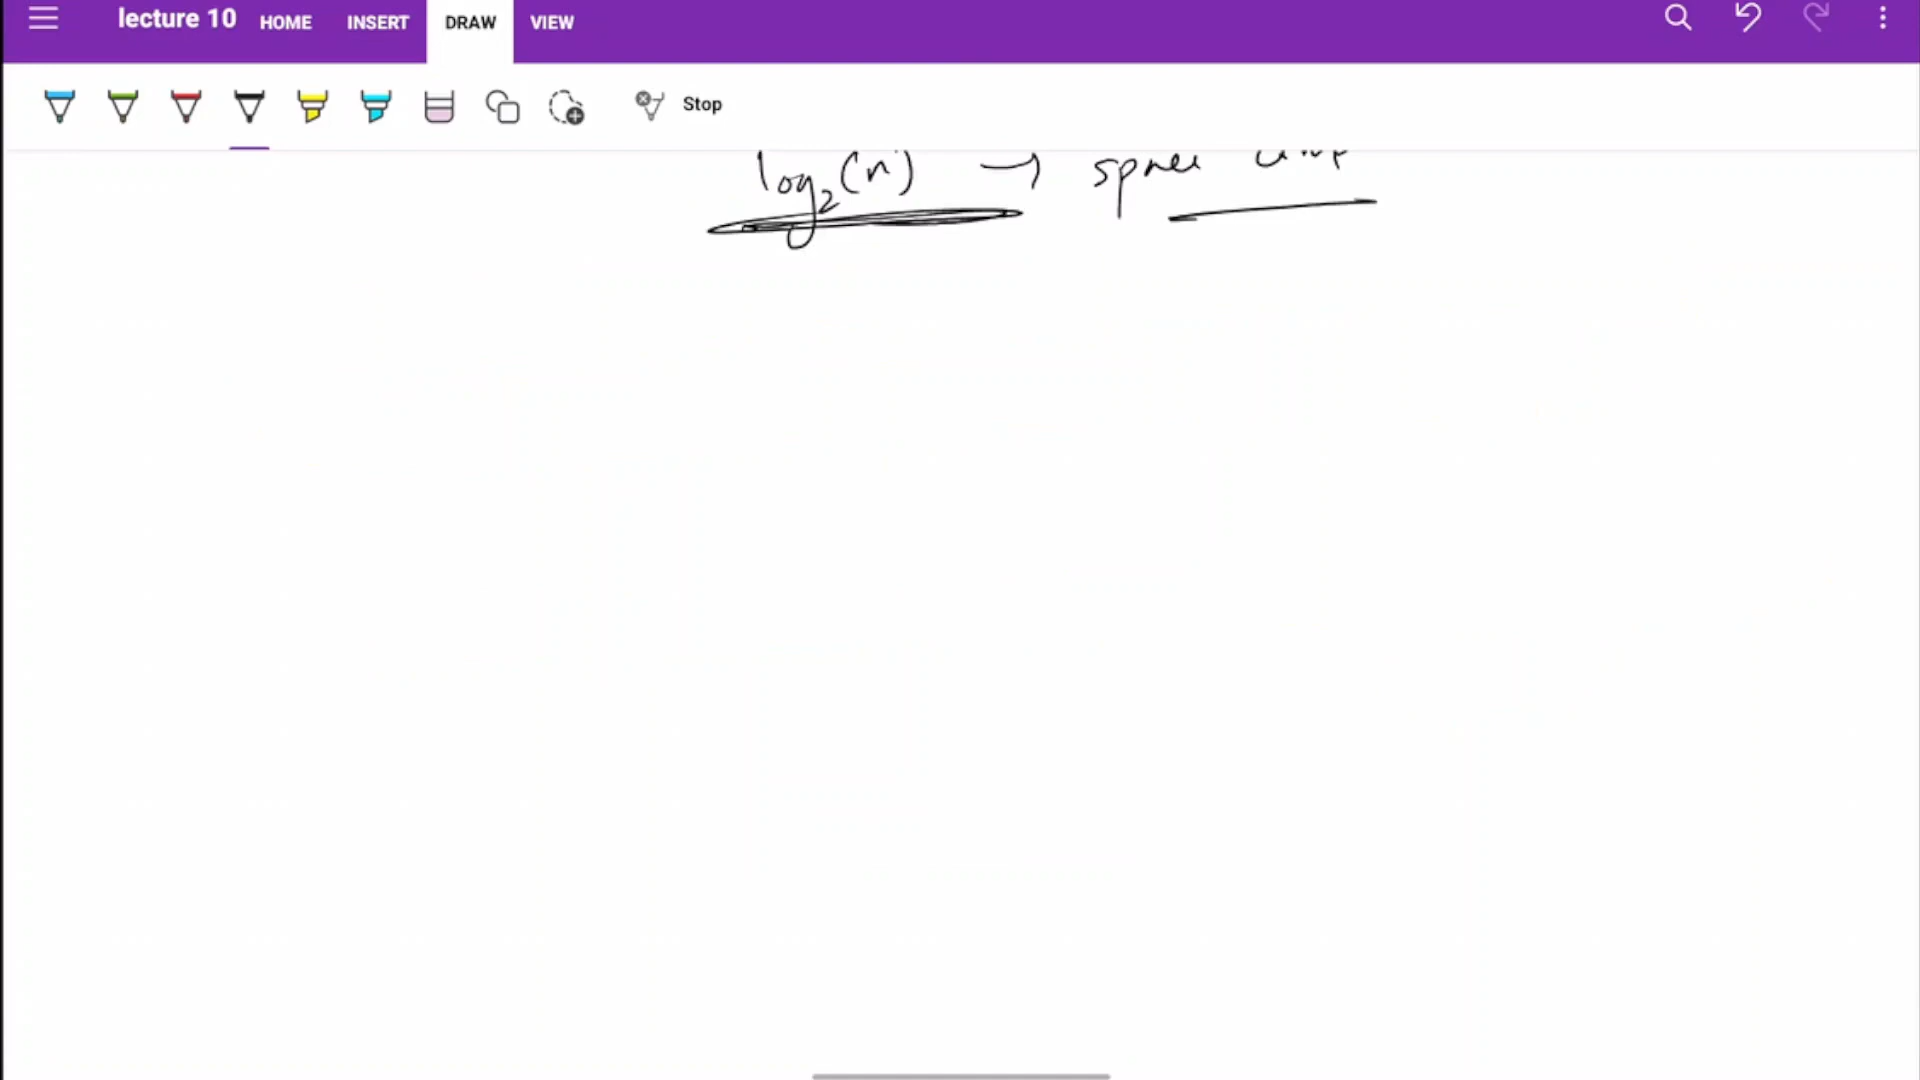 lecture 10 HOME INSERT DRAW VIEW
Stop
log₂(n) → space